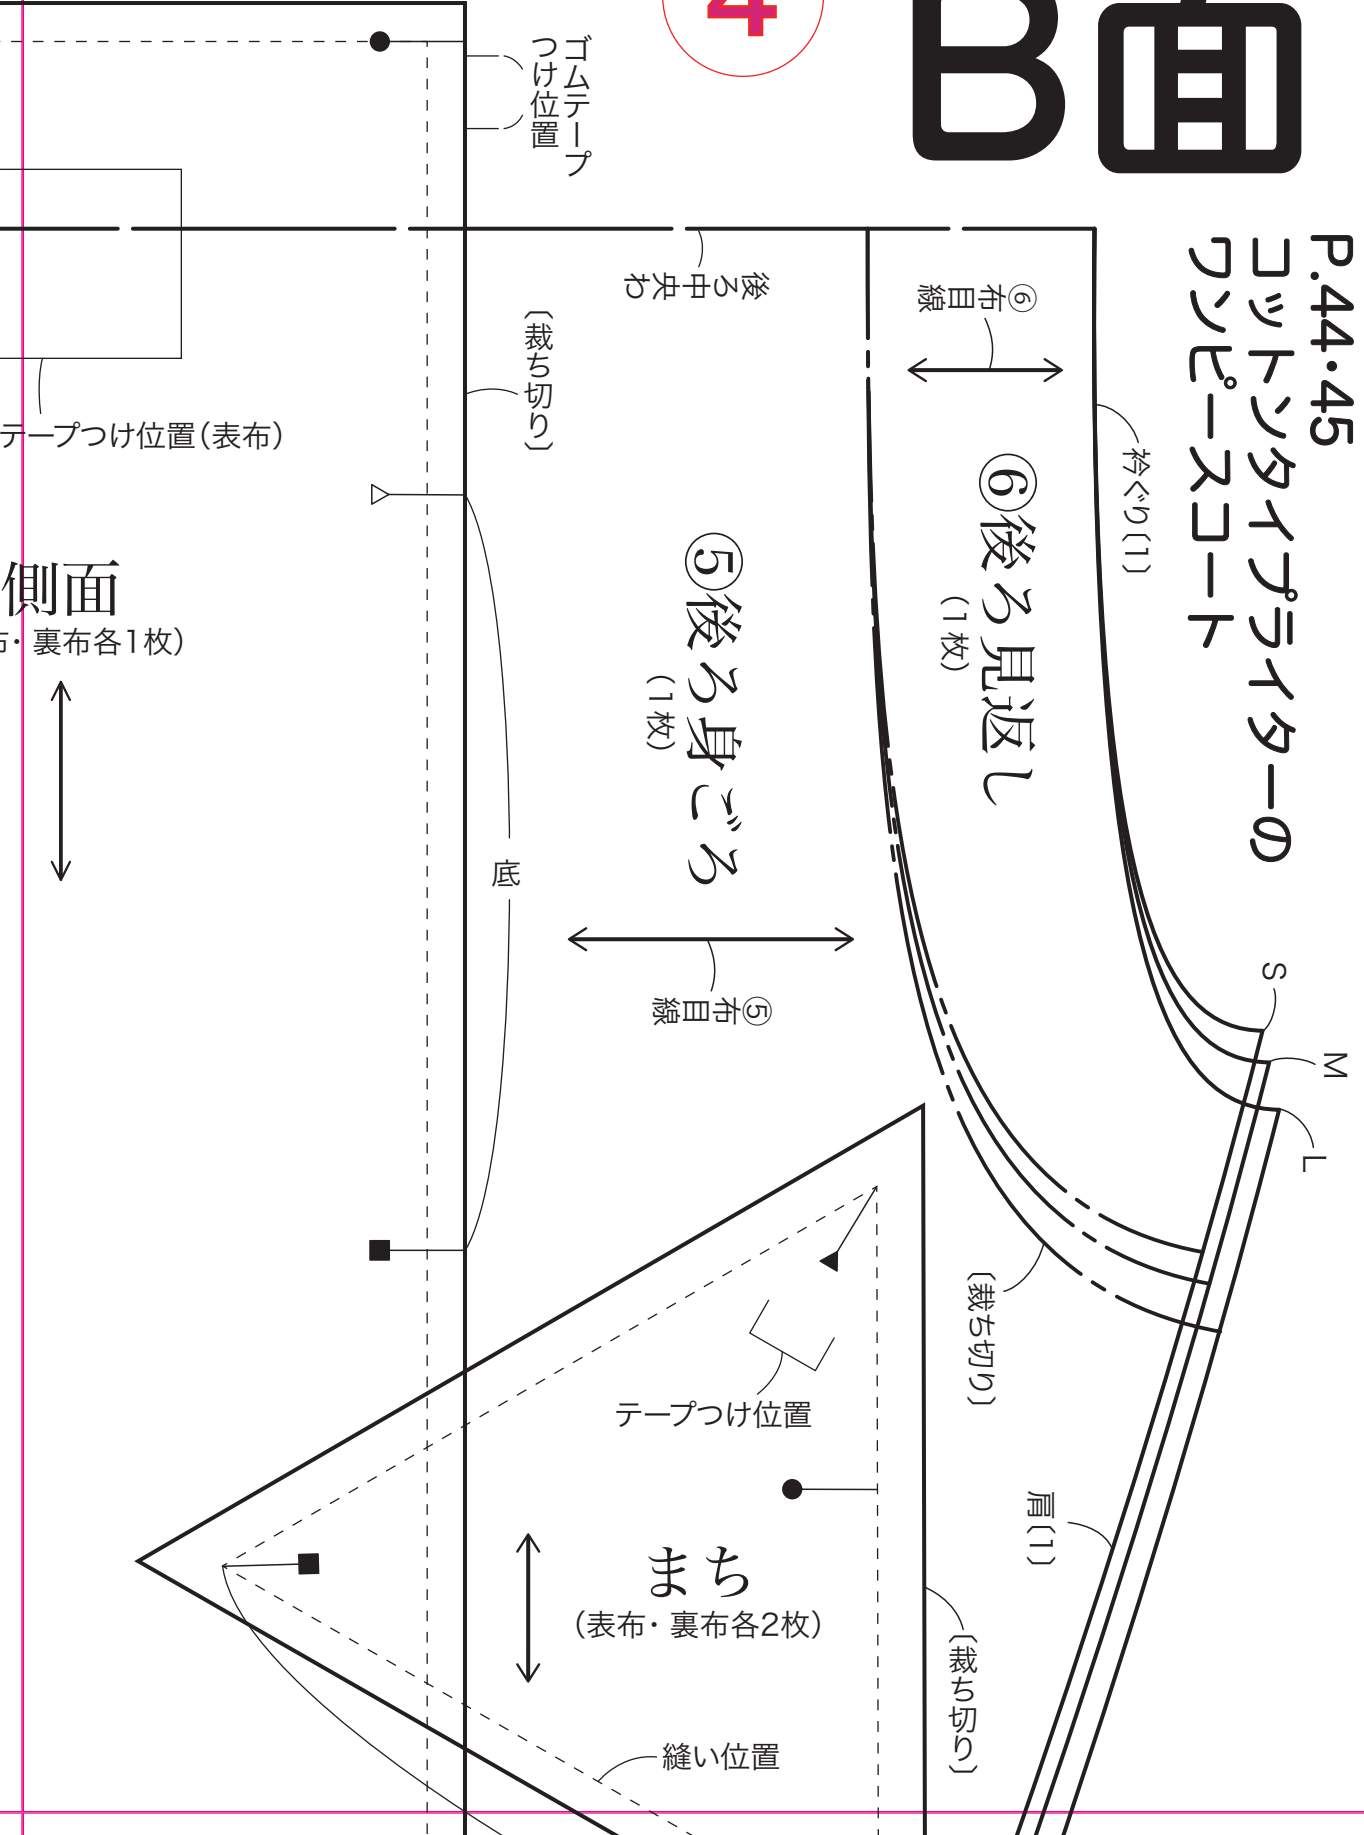 4
B面
P.44・45
コットンタイプライターの
ワンピースコート
ゴムテープ
つけ位置
後ろ中央わ
⑥布目
線
〔裁ち切り〕
テープつけ位置（表布）
衿ぐり〔1〕
⑥後ろ見返し
（1枚）
⑤後ろ身ごろ
（1枚）
側面
布・裏布各1枚）
底
⑤布目
線
S
M
L
〔裁ち切り〕
テープつけ位置
肩〔1〕
まち
（表布・裏布各2枚）
〔裁ち切り〕
縫い位置